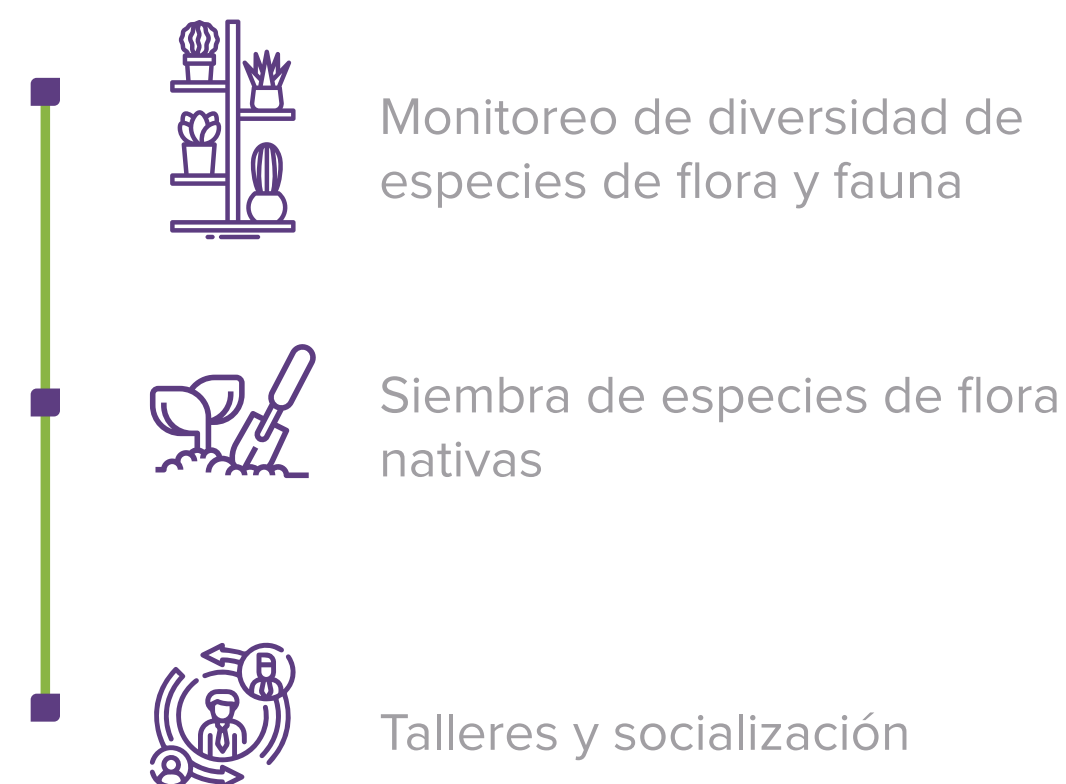 Monitoreo de diversidad de
especies de flora y fauna
Siembra de especies de flora
nativas
Talleres y socialización